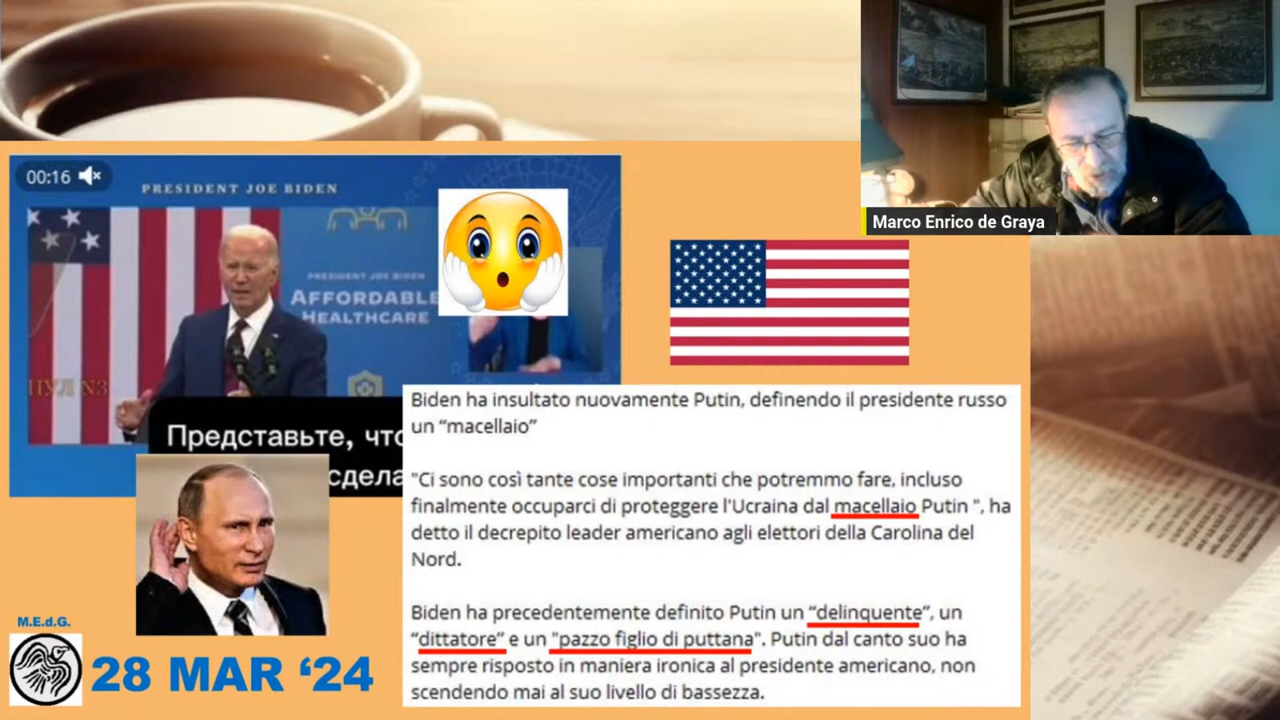 00:16
PRESIDENT JOE BIDEN
PRESIDENT JOE BIDEN
AFFORDABLE
HEALTHCARE
ПУЛ N3
Представьте, что
сдела
Marco Enrico de Graya
Biden ha insultato nuovamente Putin, definendo il presidente russo
un “macellaio”
"Ci sono così tante cose importanti che potremmo fare, incluso
finalmente occuparci di proteggere l'Ucraina dal macellaio Putin ", ha
detto il decrepito leader americano agli elettori della Carolina del
Nord.
Biden ha precedentemente definito Putin un “delinquente”, un
“dittatore” e un "pazzo figlio di puttana". Putin dal canto suo ha
sempre risposto in maniera ironica al presidente americano, non
scendendo mai al suo livello di bassezza.
M.E.d.G.
28 MAR ‘24